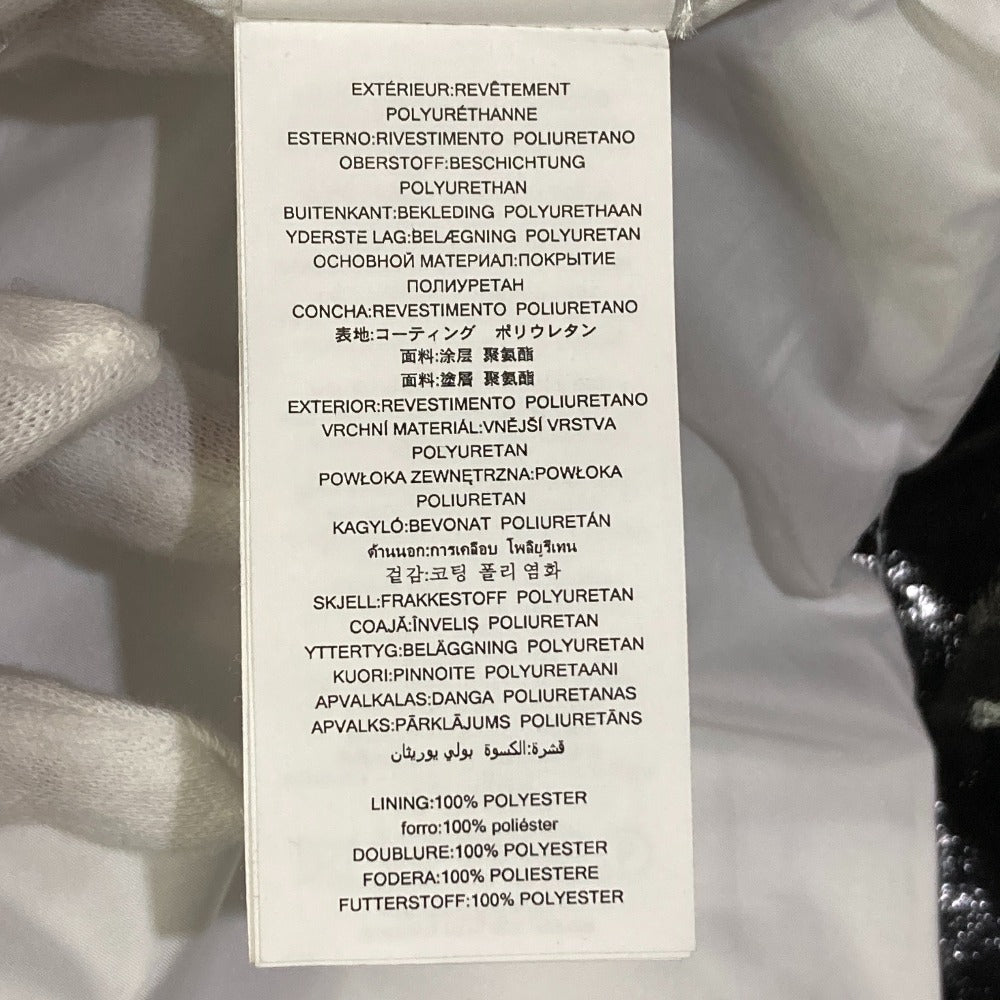 EXTÉRIEUR:REVÊTEMENT
POLYURÉTHANNE
ESTERNO:RIVESTIMENTO POLIURETANO
OBERSTOFF:BESCHICHTUNG
POLYURETHAN
BUITENKANT:BEKLEDING POLYURETHAAN
YDERSTE LAG:BELÆGNING POLYURETAN
ОСНОВНОЙ МАТЕРИАЛ:ПОКРЫТИЕ
ПОЛИУРЕТАН
CONCHA:REVESTIMENTO POLIURETANO
表地:コーティング ポリウレタン
面料:涂层 聚氨酯
面料:塗層 聚氨酯
EXTERIOR:REVESTIMENTO POLIURETANO
VRCHNÍ MATERIÁL:VNĚJŠÍ VRSTVA
POLYURETAN
POWŁOKA ZEWNĘTRZNA:POWŁOKA
POLIURETAN
KAGYLÓ:BEVONAT POLIURETÁN
ด้านนอก:การเคลือบ โพลิยูรีเทน
겉감:코팅 폴리 염화
SKJELL:FRAKKESTOFF POLYURETAN
COAJĂ:ÎNVELIŞ POLIURETAN
YTTERTYG:BELÄGGNING POLYURETAN
KUORI:PINNOITE POLYURETAANI
APVALKALAS:DANGA POLIURETANAS
APVALKS:PĀRKLĀJUMS POLIURETĀNS
قشرة:الكسوة بولي يوريثان
LINING:100% POLYESTER
forro:100% poliéster
DOUBLURE:100% POLYESTER
FODERA:100% POLIESTERE
FUTTERSTOFF:100% POLYESTER